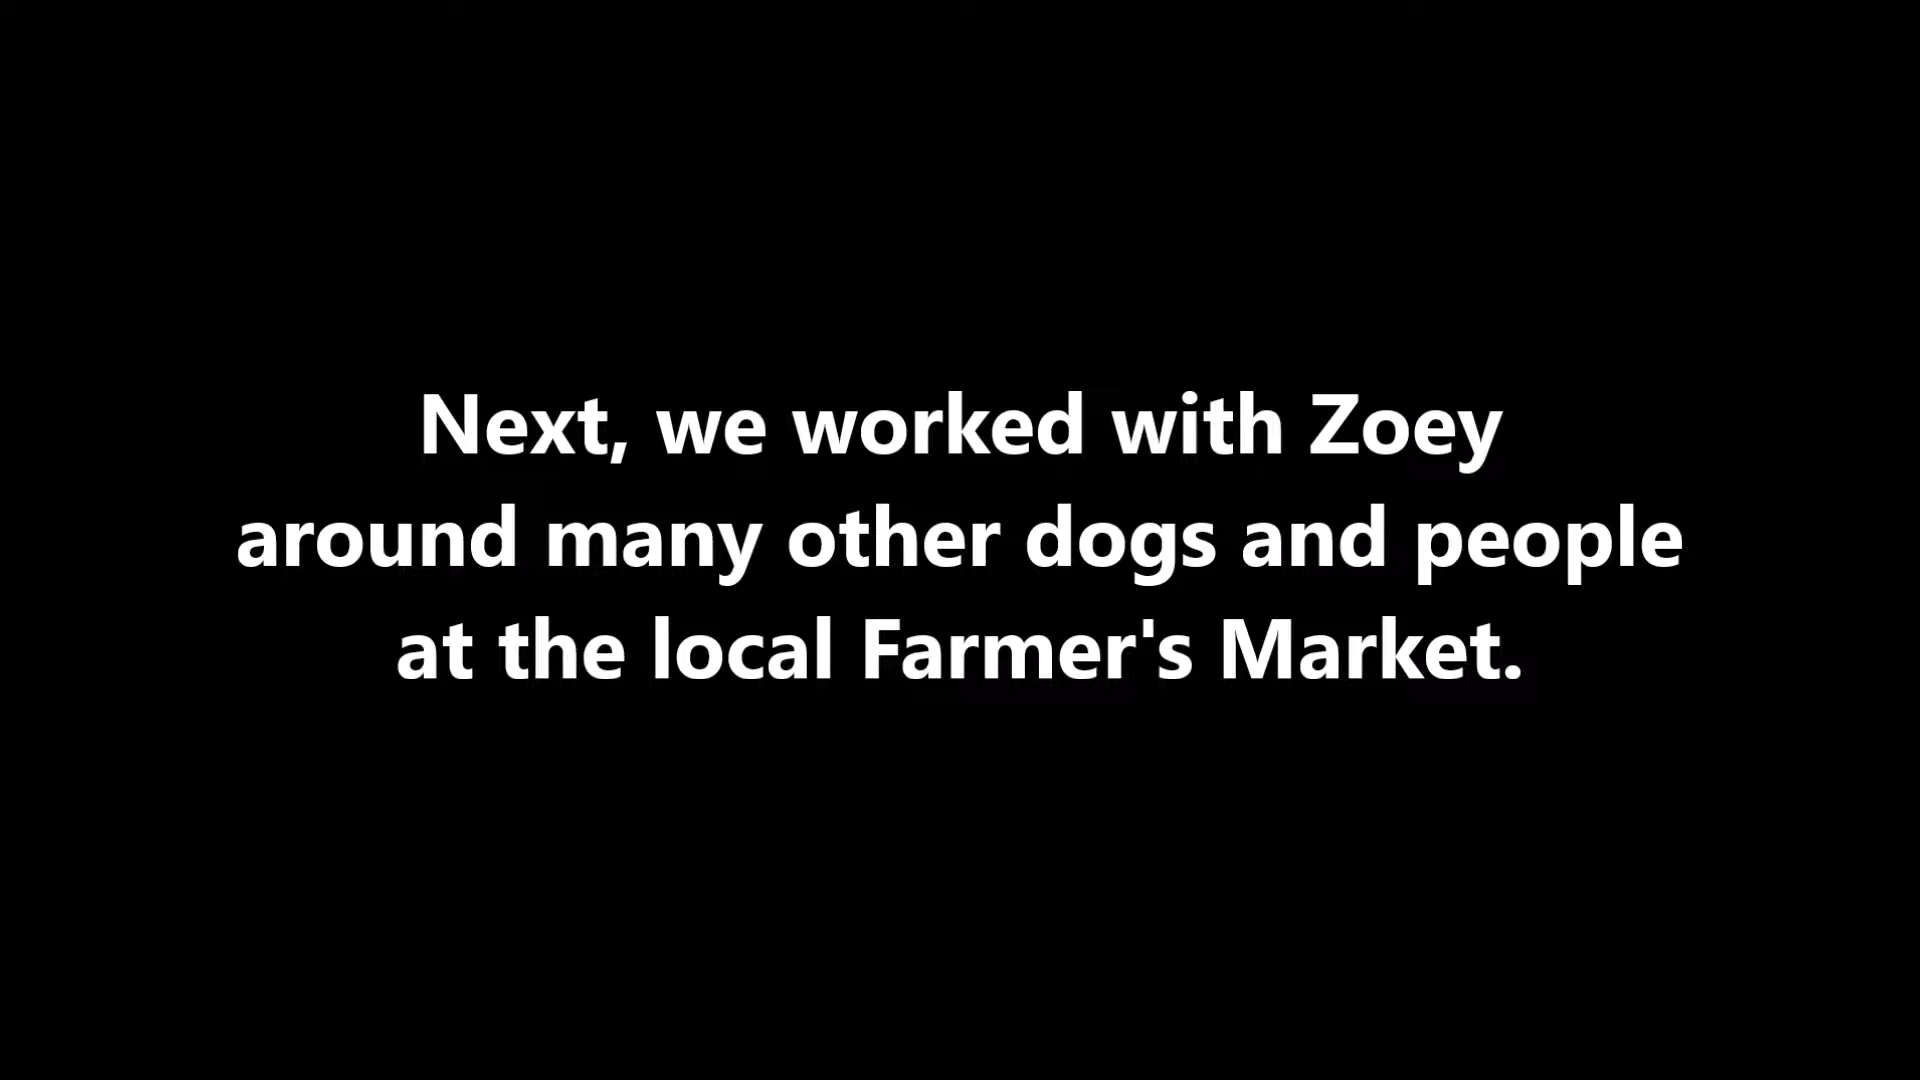 Next, we worked with Zoey
around many other dogs and people
at the local Farmer's Market.